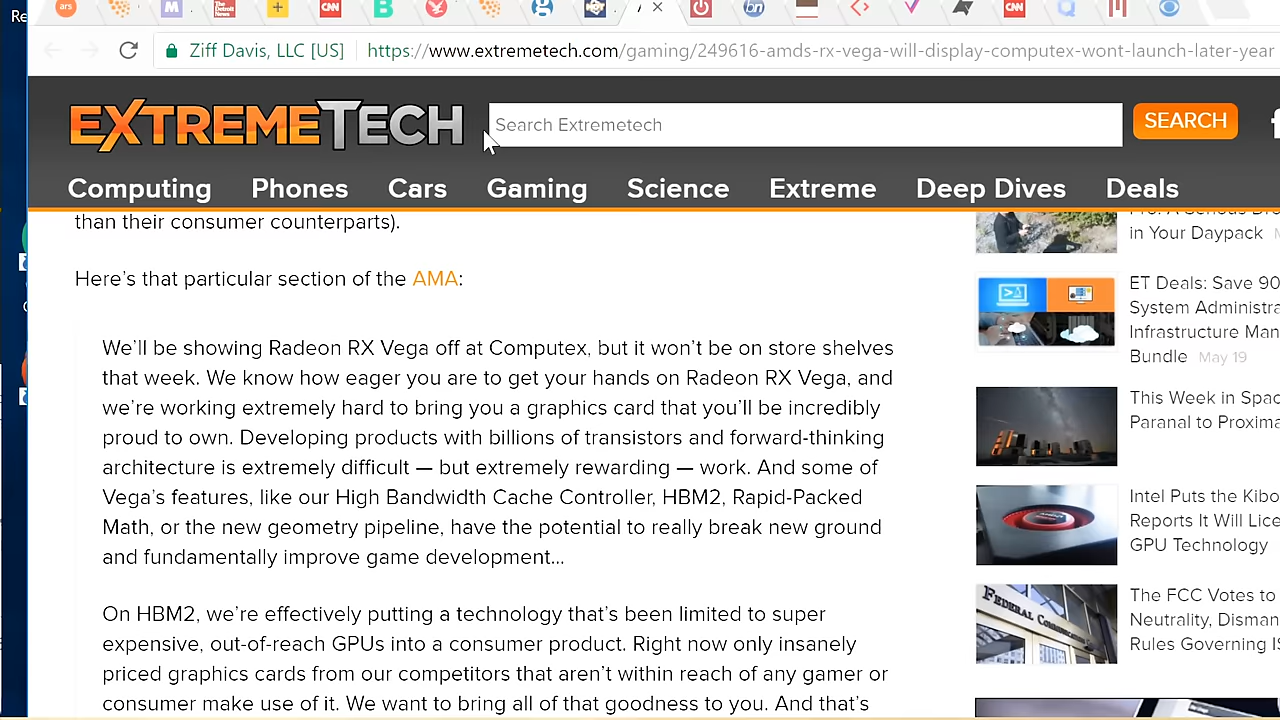 Re
ars
M
The Detroit News
CNN
B
g
bn
CNN
Q
Ziff Davis, LLC [US]
https://www.extremetech.com/gaming/249616-amds-rx-vega-will-display-computex-wont-launch-later-year
EXTREMETECH
Search Extremetech
SEARCH
f
Computing Phones Cars Gaming Science Extreme Deep Dives Deals
than their consumer counterparts).
Here's that particular section of the AMA:
We'll be showing Radeon RX Vega off at Computex, but it won't be on store shelves
that week. We know how eager you are to get your hands on Radeon RX Vega, and
we're working extremely hard to bring you a graphics card that you'll be incredibly
proud to own. Developing products with billions of transistors and forward-thinking
architecture is extremely difficult — but extremely rewarding — work. And some of
Vega's features, like our High Bandwidth Cache Controller, HBM2, Rapid-Packed
Math, or the new geometry pipeline, have the potential to really break new ground
and fundamentally improve game development...
On HBM2, we're effectively putting a technology that's been limited to super
expensive, out-of-reach GPUs into a consumer product. Right now only insanely
priced graphics cards from our competitors that aren't within reach of any gamer or
consumer make use of it. We want to bring all of that goodness to you. And that's
in Your Daypack
ET Deals: Save 90
System Administra
Infrastructure Man
Bundle May 19
This Week in Spac
Paranal to Proxima
Intel Puts the Kibo
Reports It Will Lice
GPU Technology
The FCC Votes to
Neutrality, Disman
Rules Governing IS